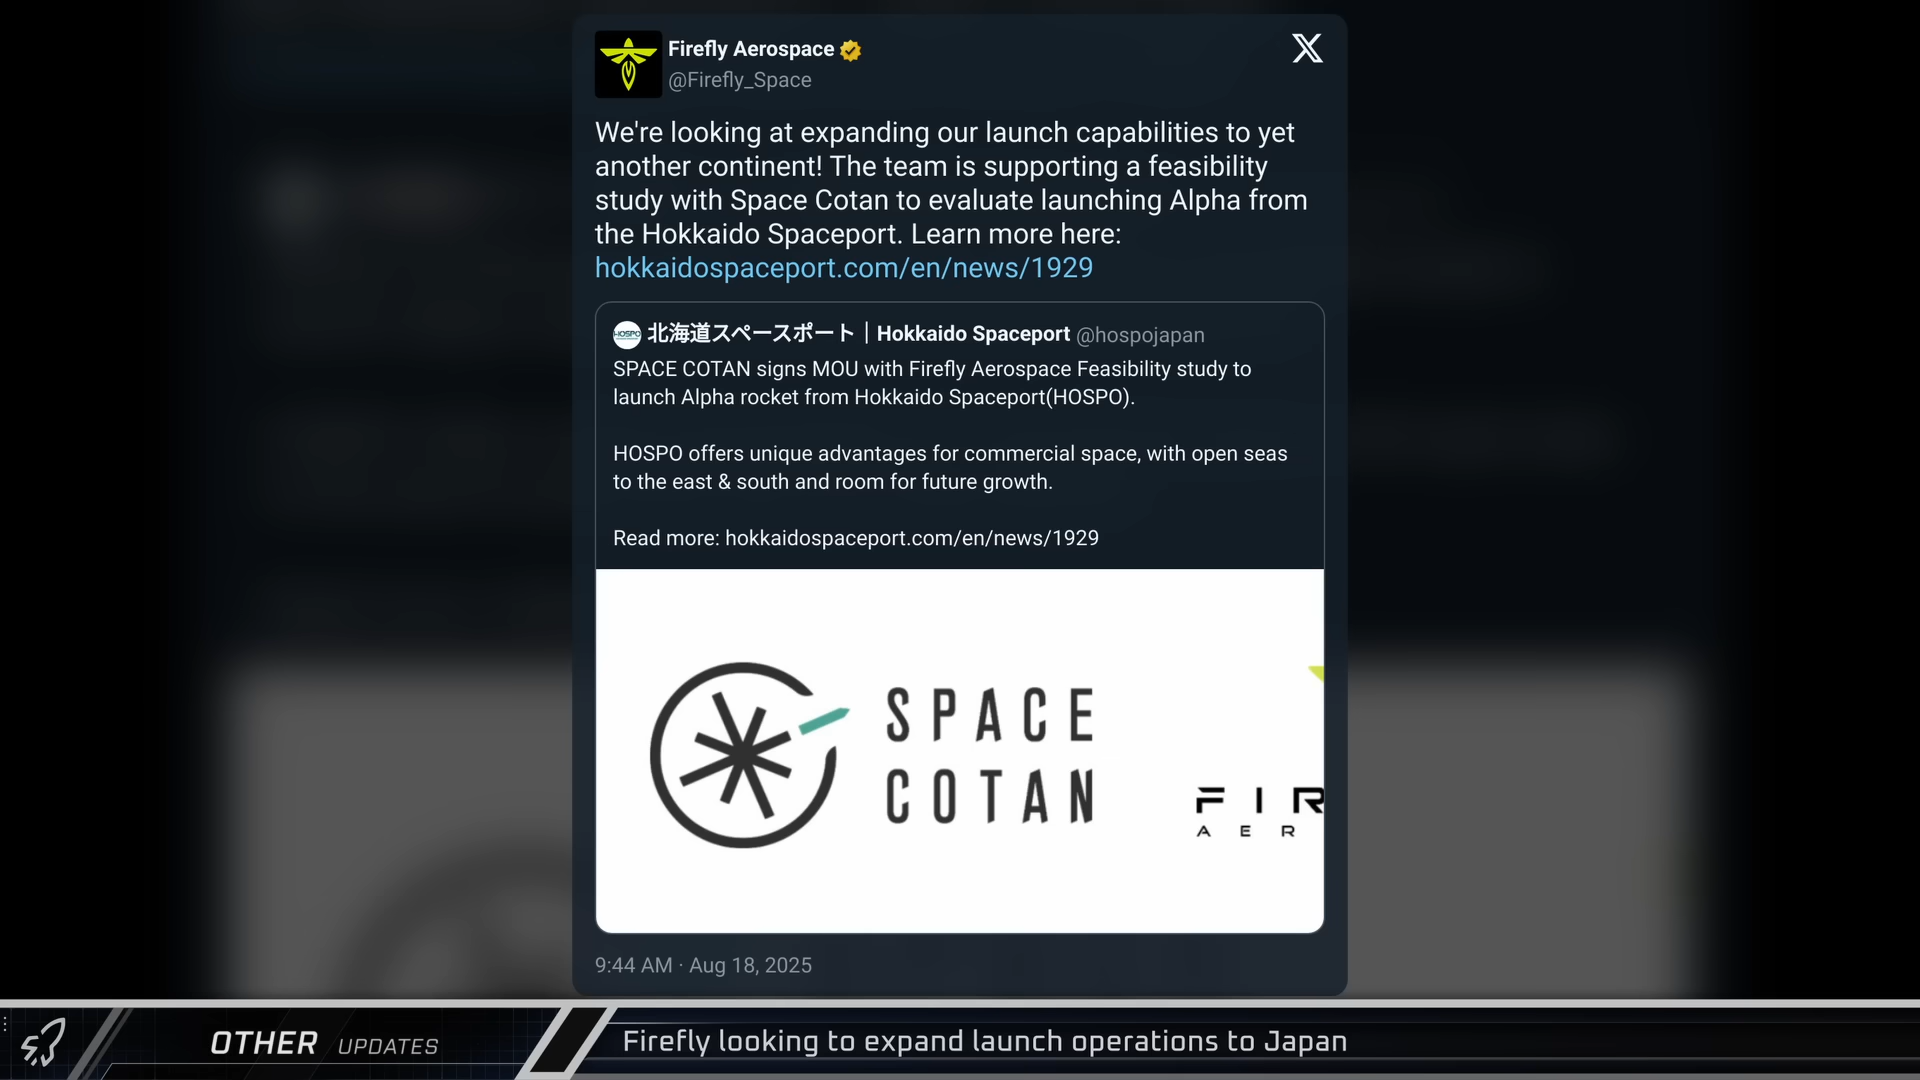 Firefly Aerospace
@Firefly_Space
We're looking at expanding our launch capabilities to yet
another continent! The team is supporting a feasibility
study with Space Cotan to evaluate launching Alpha from
the Hokkaido Spaceport. Learn more here:
hokkaidospaceport.com/en/news/1929
HOSPO
北海道スペースポート｜Hokkaido Spaceport @hospojapan
SPACE COTAN signs MOU with Firefly Aerospace Feasibility study to
launch Alpha rocket from Hokkaido Spaceport(HOSPO).
HOSPO offers unique advantages for commercial space, with open seas
to the east & south and room for future growth.
Read more: hokkaidospaceport.com/en/news/1929
SPACE
COTAN
FIR
AER
9:44 AM · Aug 18, 2025
OTHER UPDATES
Firefly looking to expand launch operations to Japan